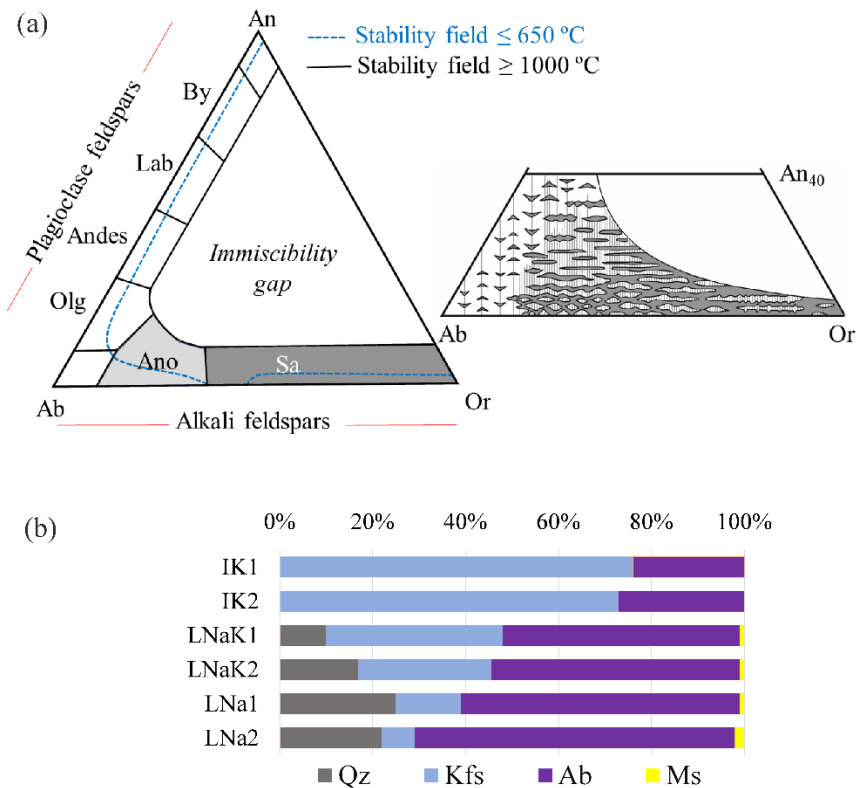 (a)
An
Stability field ≤ 650 ºC
Stability field ≥ 1000 ºC
Plagioclase feldspars
By
Lab
Andes
Olg
Immiscibility
gap
Ano
Sa
Ab
Or
Alkali feldspars
An40
Ab
Or
(b)
0% 20% 40% 60% 80% 100%
IK1
IK2
LNaK1
LNaK2
LNa1
LNa2
Qz Kfs Ab Ms